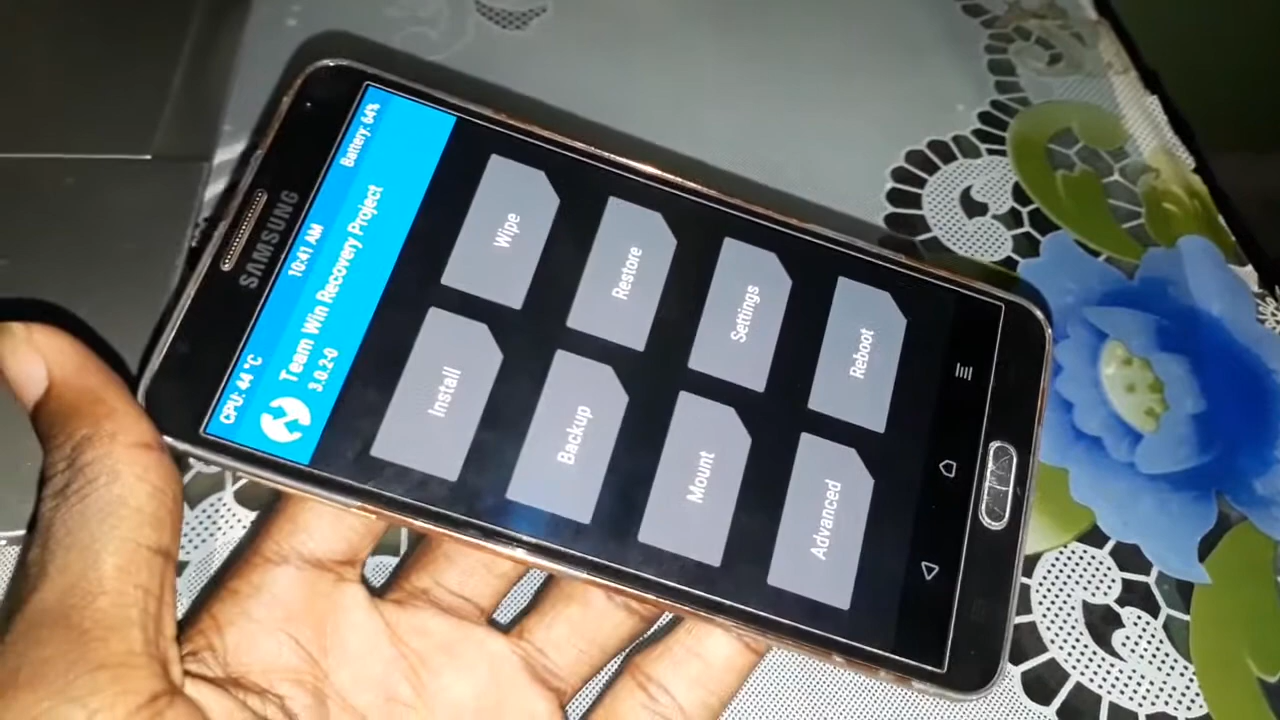 SAMSUNG
CPU: 44 °C 10:41 AM Battery: 64%
Team Win Recovery Project
3.0.2-0
Install Wipe
Backup Restore
Mount Settings
Advanced Reboot